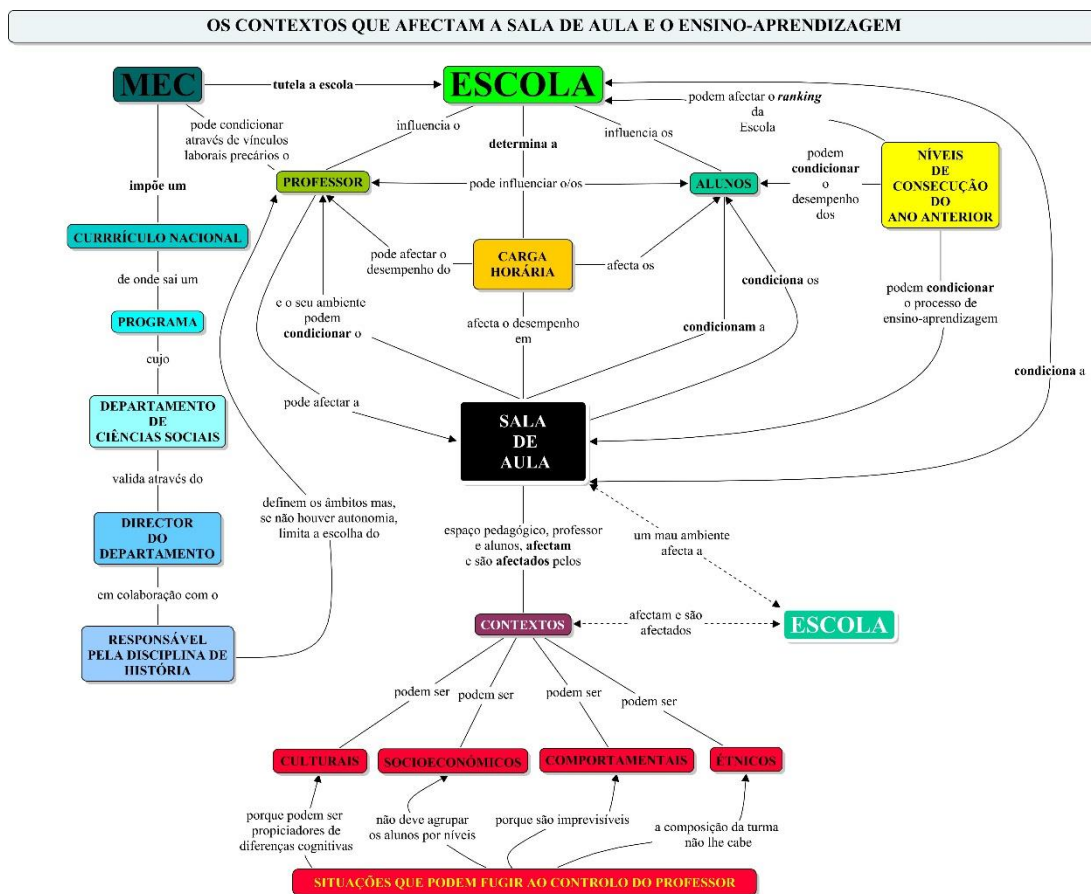 OS CONTEXTOS QUE AFECTAM A SALA DE AULA E O ENSINO-APRENDIZAGEM
MEC
tutela a escola
ESCOLA
podem afectar o ranking
da
Escola
pode condicionar
através de vínculos
laborais precários o
influencia o
determina a
influencia os
impõe um
PROFESSOR
pode influenciar o/os
ALUNOS
podem
condicionar
o
desempenho
dos
NÍVEIS
DE
CONSECUÇÃO
DO
ANO ANTERIOR
CURRRÍCULO NACIONAL
de onde sai um
PROGRAMA
cujo
pode afectar o
desempenho do
CARGA
HORÁRIA
afecta os
condiciona os
podem condicionar
o processo de
ensino-aprendizagem
e o seu ambiente
podem
condicionar o
afecta o desempenho
em
condicionam a
condiciona a
DEPARTAMENTO
DE
CIÊNCIAS SOCIAIS
pode afectar a
SALA
DE
AULA
valida através do
DIRECTOR
DO
DEPARTAMENTO
definem os âmbitos mas,
se não houver autonomia,
limita a escolha do
espaço pedagógico, professor
e alunos, afectam
e são afectados pelos
um mau ambiente
afecta a
em colaboração com o
RESPONSÁVEL
PELA DISCIPLINA DE
HISTÓRIA
CONTEXTOS
afectam e são
afectados
ESCOLA
podem ser
podem ser
podem ser
podem ser
CULTURAIS
SOCIOECONÓMICOS
COMPORTAMENTAIS
ÉTNICOS
porque podem ser
propiciadores de
diferenças cognitivas
não deve agrupar
os alunos por níveis
porque são imprevisíveis
a composição da turma
não lhe cabe
SITUAÇÕES QUE PODEM FUGIR AO CONTROLO DO PROFESSOR